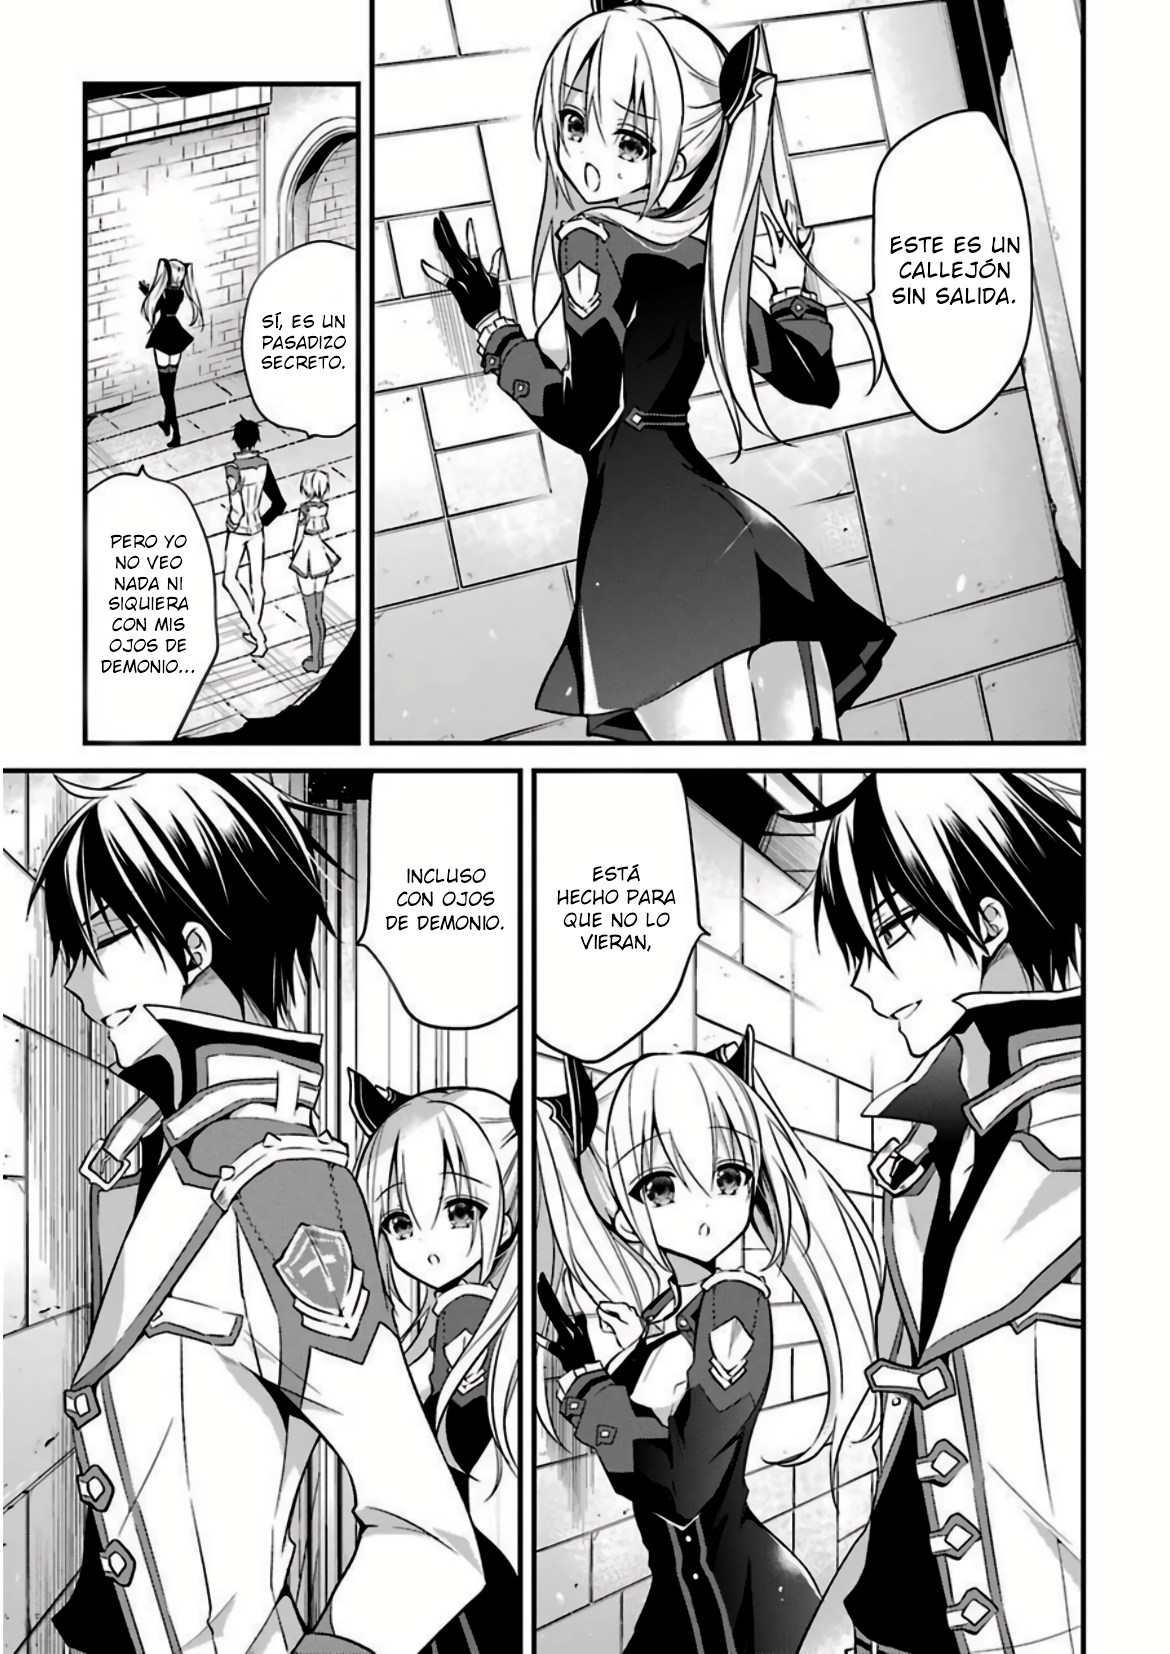 ESTE ES UN
CALLEJÓN
SIN SALIDA.
SÍ, ES UN
PASADIZO
SECRETO.
PERO YO
NO VEO
NADA NI
SIQUIERA
CON MIS
OJOS DE
DEMONIO...
ESTÁ
HECHO PARA
QUE NO LO
VIERAN,
INCLUSO
CON OJOS
DE DEMONIO.